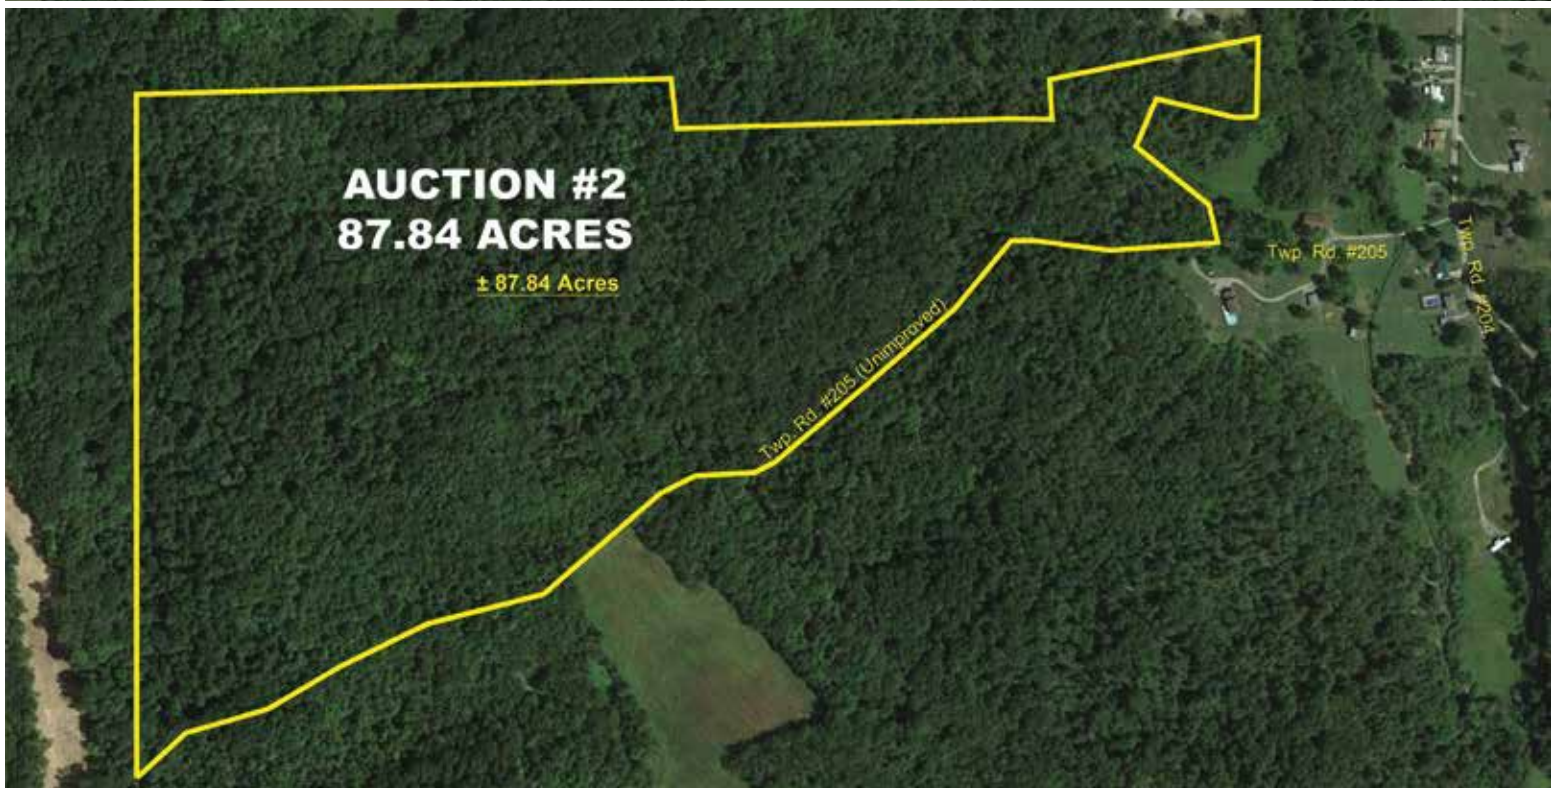 AUCTION #2
87.84 ACRES
± 87.84 Acres
Twp. Rd. #205
Twp. Rd. #204
Twp. Rd. #205 (Unimproved)